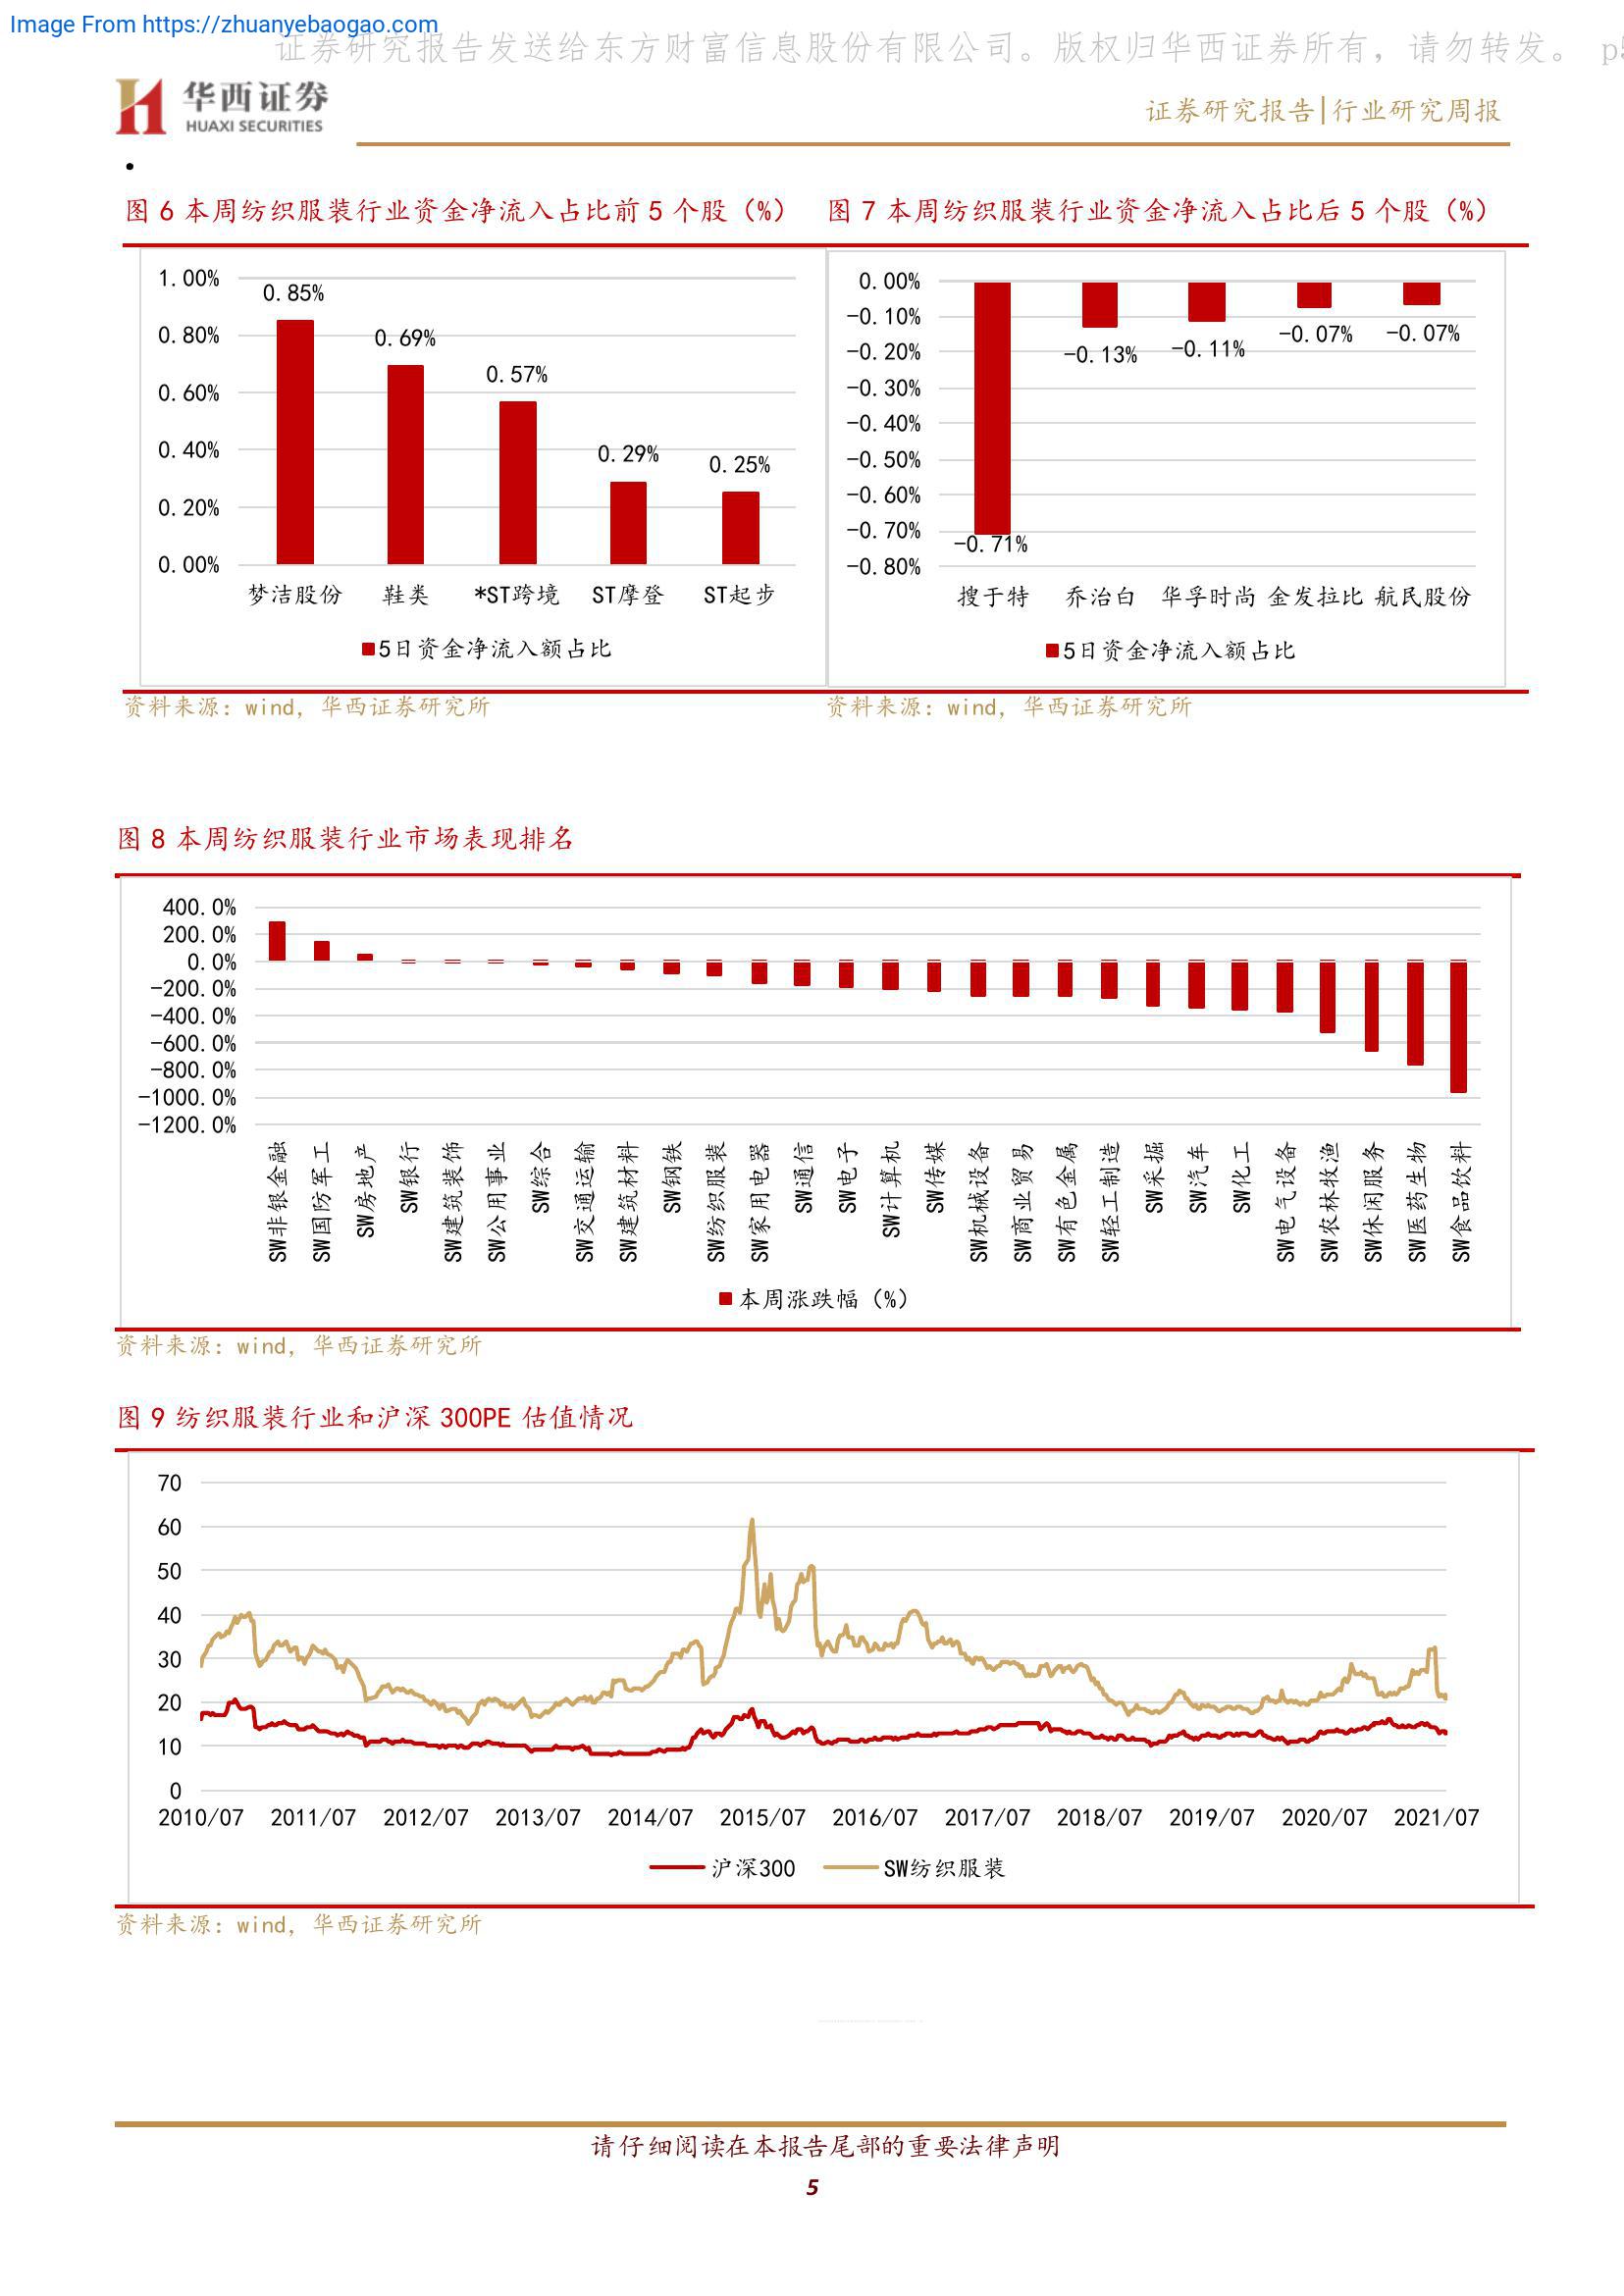 Image From https://zhuanyebaogao.com
证券研究报告发送给东方财富信息股份有限公司。版权归华西证券所有，请勿转发。 p5
华西证券
HUAXI SECURITIES
证券研究报告|行业研究周报
图 6 本周纺织服装行业资金净流入占比前 5 个股（%）
图 7 本周纺织服装行业资金净流入占比后 5 个股（%）
1.00%
0.80%
0.60%
0.40%
0.20%
0.00%
0.85%
0.69%
0.57%
0.29%
0.25%
梦洁股份 鞋类 *ST跨境 ST摩登 ST起步
5日资金净流入额占比
0.00%
-0.10%
-0.20%
-0.30%
-0.40%
-0.50%
-0.60%
-0.70%
-0.80%
-0.71%
-0.13%
-0.11%
-0.07%
-0.07%
搜于特 乔治白 华孚时尚 金发拉比 航民股份
5日资金净流入额占比
资料来源：wind，华西证券研究所
资料来源：wind，华西证券研究所
图 8 本周纺织服装行业市场表现排名
400.0%
200.0%
0.0%
-200.0%
-400.0%
-600.0%
-800.0%
-1000.0%
-1200.0%
SW非银金融
SW国防军工
SW房地产
SW银行
SW建筑装饰
SW公用事业
SW综合
SW交通运输
SW建筑材料
SW钢铁
SW纺织服装
SW家用电器
SW通信
SW电子
SW计算机
SW传媒
SW机械设备
SW商业贸易
SW有色金属
SW轻工制造
SW采掘
SW汽车
SW化工
SW电气设备
SW农林牧渔
SW休闲服务
SW医药生物
SW食品饮料
本周涨跌幅（%）
资料来源：wind，华西证券研究所
图 9 纺织服装行业和沪深 300PE 估值情况
70
60
50
40
30
20
10
0
2010/07 2011/07 2012/07 2013/07 2014/07 2015/07 2016/07 2017/07 2018/07 2019/07 2020/07 2021/07
沪深300 SW纺织服装
资料来源：wind，华西证券研究所
请仔细阅读在本报告尾部的重要法律声明
5